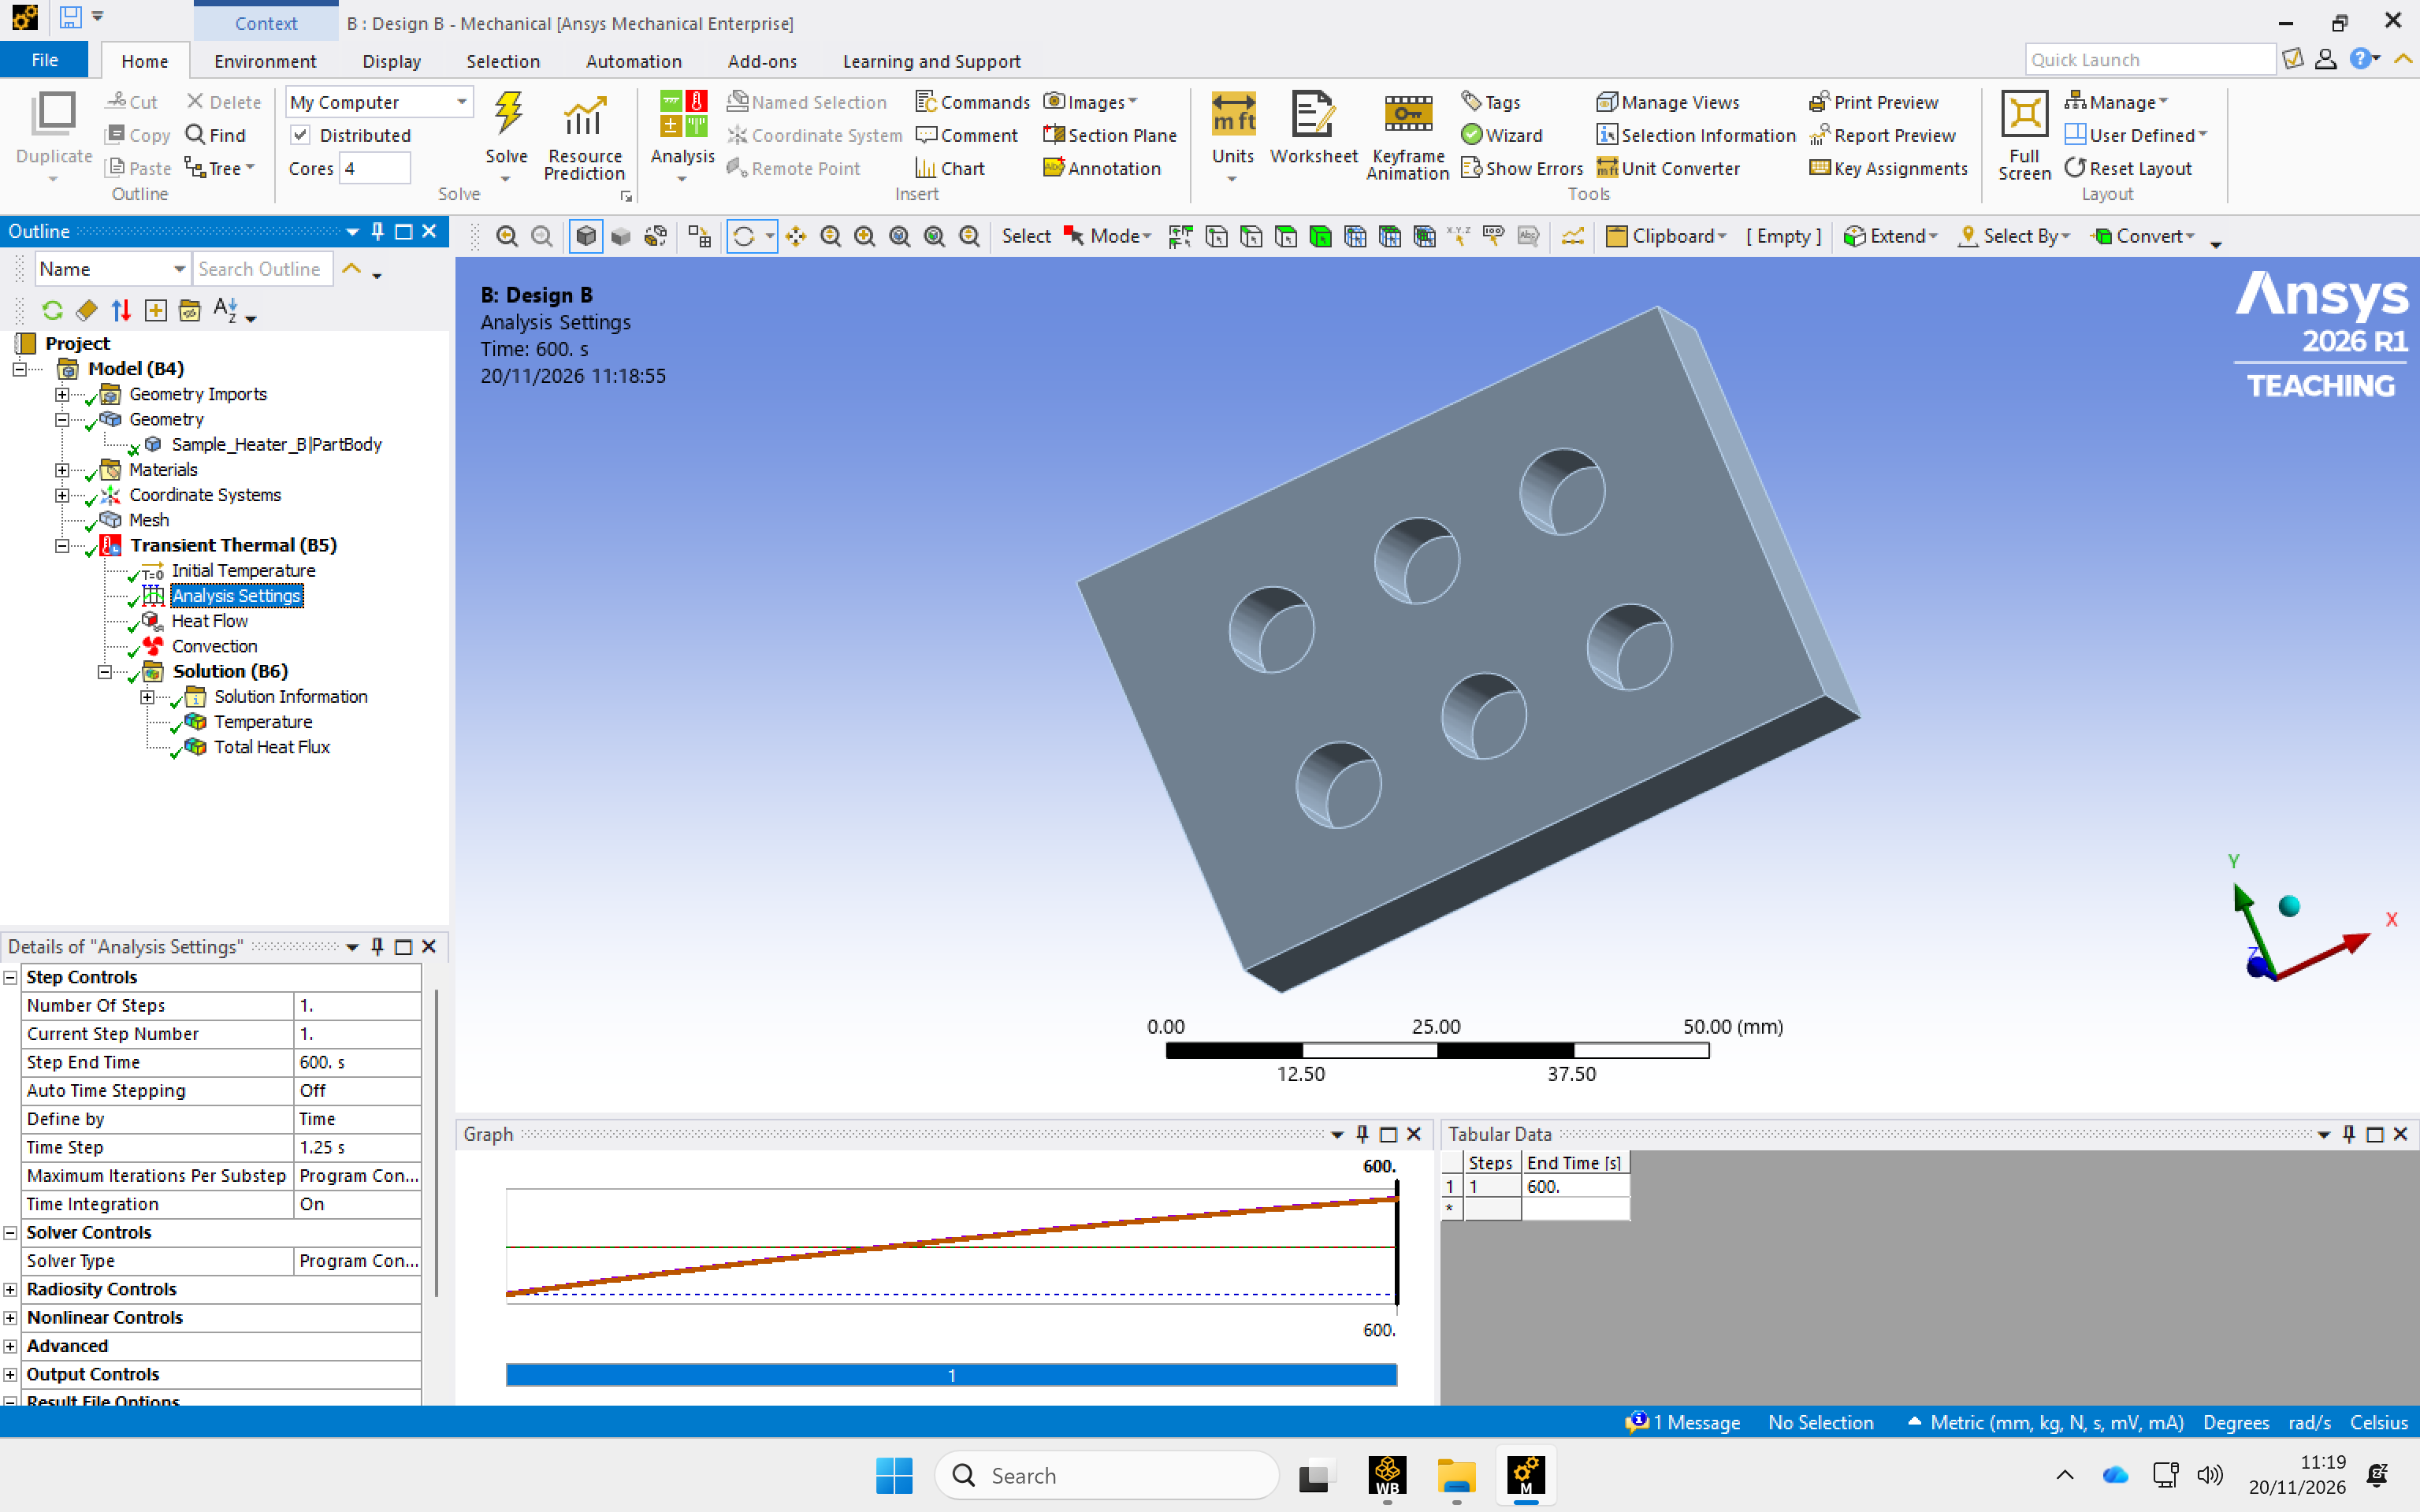 Context
B : Design B - Mechanical [Ansys Mechanical Enterprise]
File
Home
Environment
Display
Selection
Automation
Add-ons
Learning and Support
Quick Launch
Duplicate
Cut
Copy
Paste
Delete
Find
Tree
Outline
My Computer
Distributed
Cores 4
Solve
Resource
Prediction
Solve
Analysis
Named Selection
Coordinate System
Remote Point
Commands
Comment
Chart
Images
Section Plane
Annotation
Insert
Units
Worksheet
Keyframe
Animation
Tags
Wizard
Show Errors
Manage Views
Selection Information
Unit Converter
Print Preview
Report Preview
Key Assignments
Tools
Full
Screen
Manage
User Defined
Reset Layout
Layout
Outline
Select
Mode
Clipboard
[ Empty ]
Extend
Select By
Convert
Name
Search Outline
Project
Model (B4)
Geometry Imports
Geometry
Sample_Heater_B|PartBody
Materials
Coordinate Systems
Mesh
Transient Thermal (B5)
Initial Temperature
Analysis Settings
Heat Flow
Convection
Solution (B6)
Solution Information
Temperature
Total Heat Flux
B: Design B
Analysis Settings
Time: 600. s
20/11/2026 11:18:55
Ansys
2026 R1
TEACHING
Y
X
Z
0.00
25.00
50.00 (mm)
12.50
37.50
Details of "Analysis Settings"
Step Controls
Number Of Steps 1.
Current Step Number 1.
Step End Time 600. s
Auto Time Stepping Off
Define by Time
Time Step 1.25 s
Maximum Iterations Per Substep Program Con...
Time Integration On
Solver Controls
Solver Type Program Con...
Radiosity Controls
Nonlinear Controls
Advanced
Output Controls
Result File Options
Graph
600.
600.
1
Tabular Data
Steps End Time [s]
1 1 600.
*
1 Message
No Selection
Metric (mm, kg, N, s, mV, mA)
Degrees
rad/s
Celsius
Search
WB
M
11:19
20/11/2026